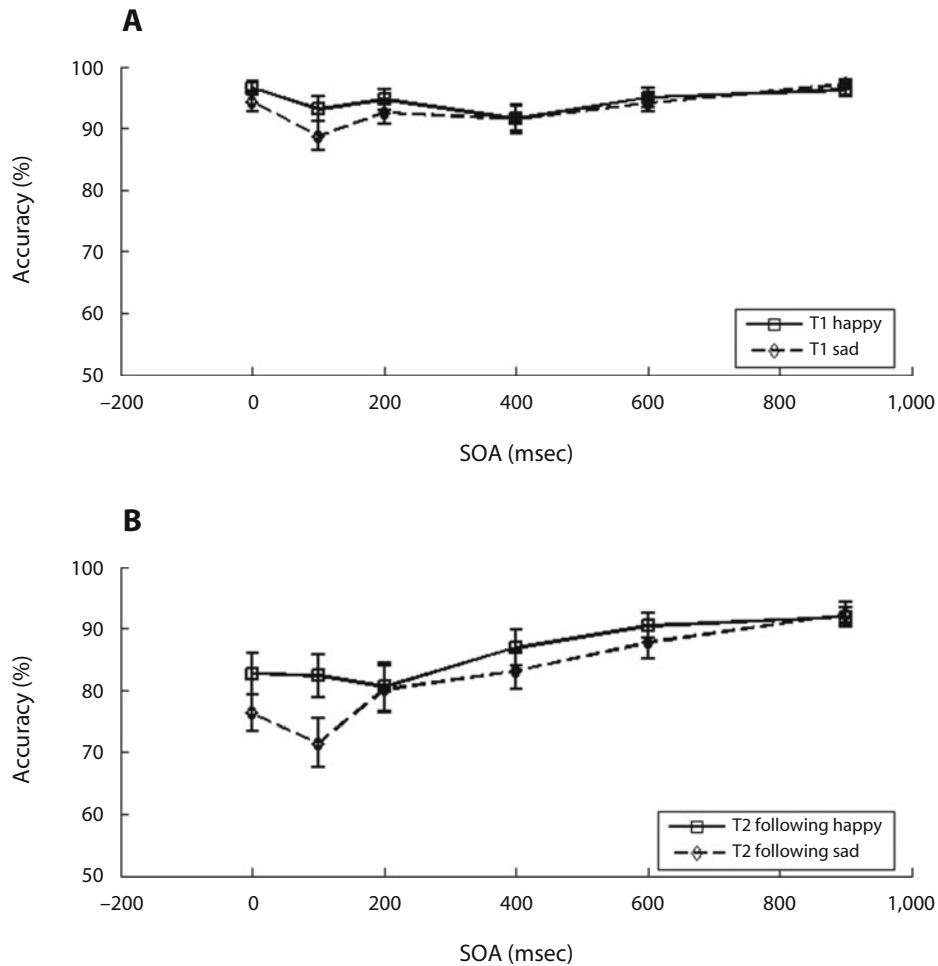 A
100
90
80
70
60
50
Accuracy (%)
T1 happy
T1 sad
–200 0 200 400 600 800 1,000
SOA (msec)
B
100
90
80
70
60
50
Accuracy (%)
T2 following happy
T2 following sad
–200 0 200 400 600 800 1,000
SOA (msec)